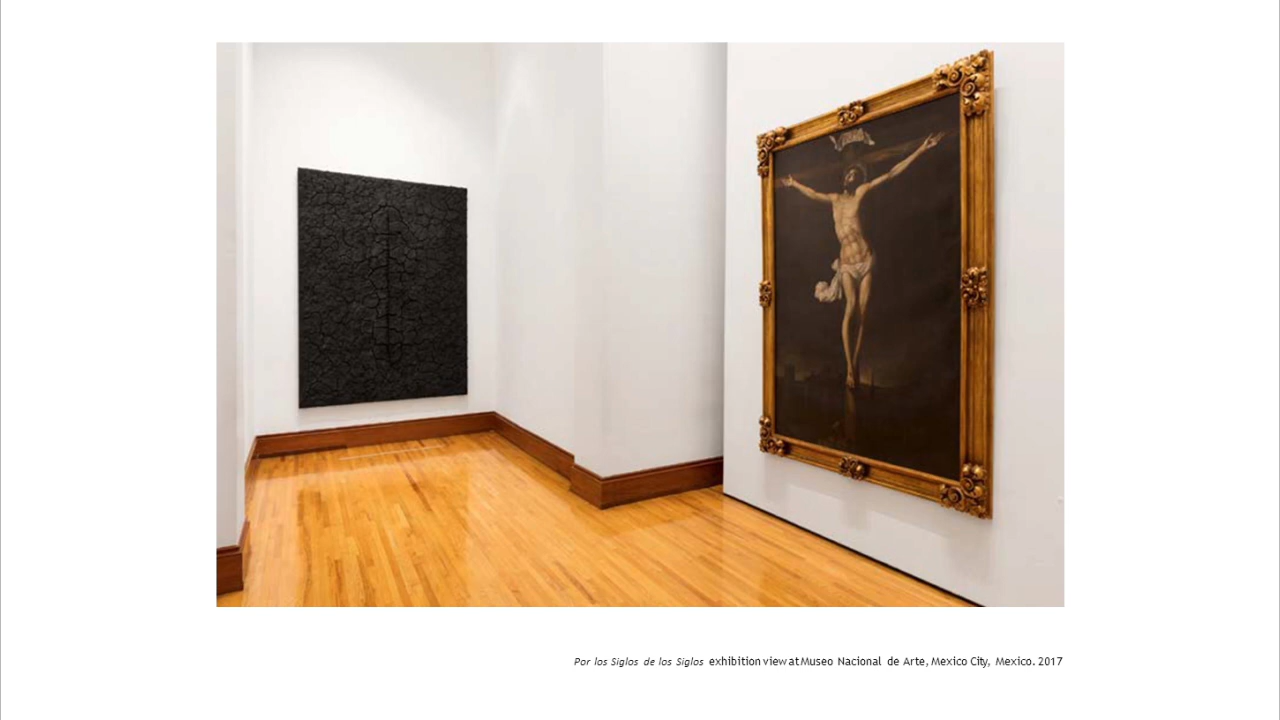 Por los Siglos de los Siglos exhibition view at Museo Nacional de Arte, Mexico City, Mexico. 2017